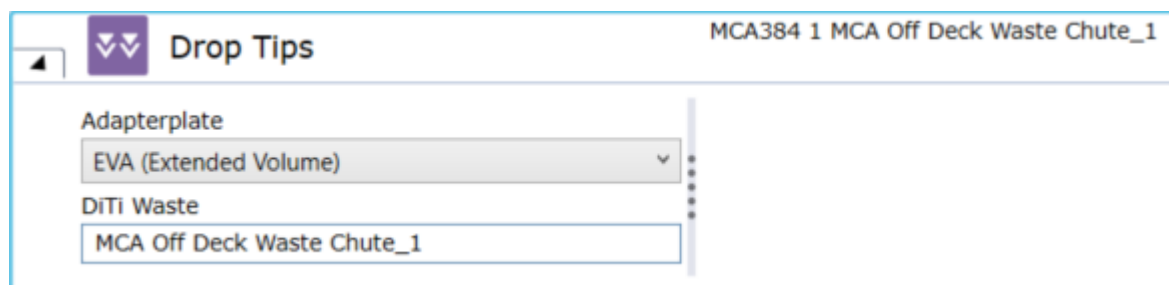 Drop Tips
MCA384 1 MCA Off Deck Waste Chute_1
Adapterplate
EVA (Extended Volume)
DiTi Waste
MCA Off Deck Waste Chute_1